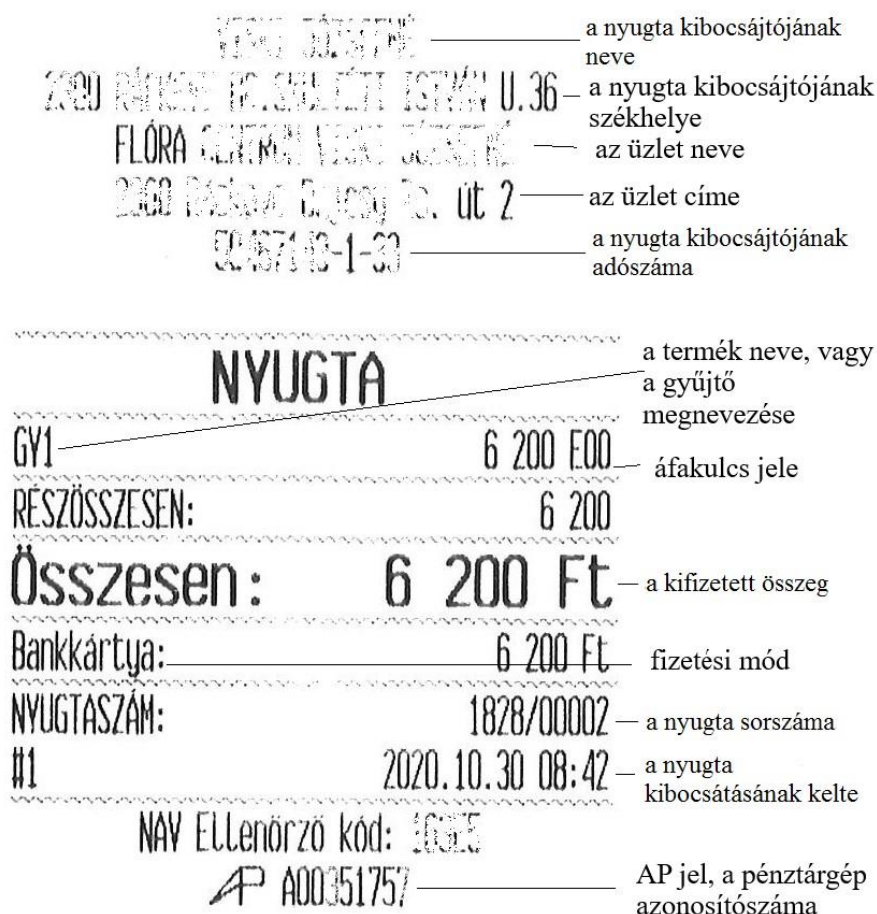 a nyugta kibocsájtójának
neve
U.36
a nyugta kibocsájtójának
székhelye
FLÓRA
az üzlet neve
út 2
az üzlet címe
a nyugta kibocsájtójának
adószáma
NYUGTA
a termék neve, vagy
a gyűjtő
megnevezése
GY1 6 200 E00
áfakulcs jele
RÉSZÖSSZESEN: 6 200
Összesen: 6 200 Ft
a kifizetett összeg
Bankkártya: 6 200 Ft
fizetési mód
NYUGTASZÁM: 1828/00002
a nyugta sorszáma
#1 2020.10.30 08:42
a nyugta
kibocsátásának kelte
NAV Ellenőrző kód:
AP A00351757
AP jel, a pénztárgép
azonosítószáma